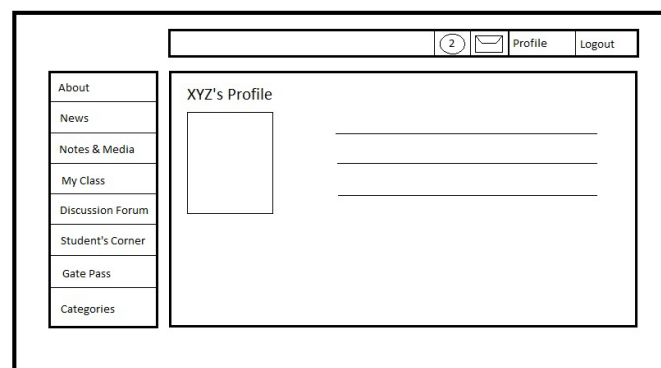 2 Profile Logout
About
News
Notes & Media
My Class
Discussion Forum
Student's Corner
Gate Pass
Categories
XYZ's Profile